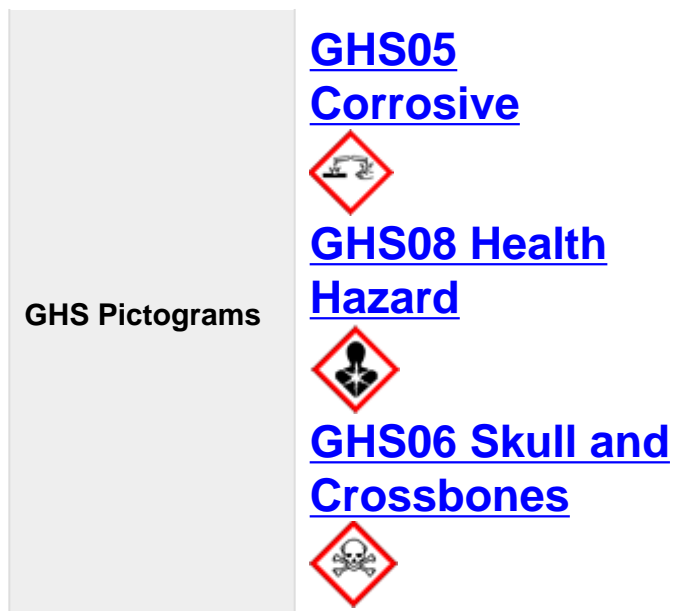 GHS Pictograms
GHS05
Corrosive
GHS08 Health
Hazard
GHS06 Skull and
Crossbones